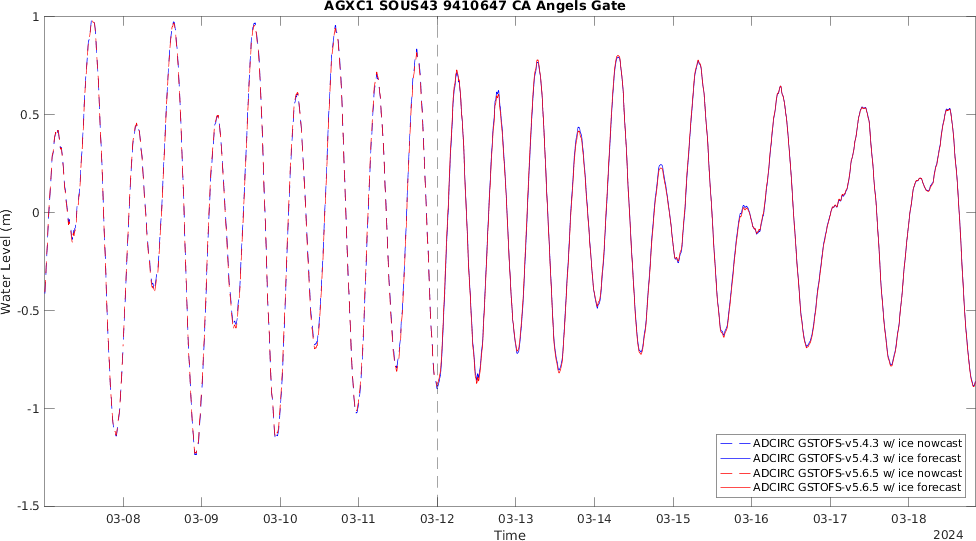 AGXC1 SOUS43 9410647 CA Angels Gate
1
0.5
0
-0.5
-1
-1.5
Water Level (m)
03-08 03-09 03-10 03-11 03-12 03-13 03-14 03-15 03-16 03-17 03-18
Time
2024
ADCIRC GSTOFS-v5.4.3 w/ ice nowcast
ADCIRC GSTOFS-v5.4.3 w/ ice forecast
ADCIRC GSTOFS-v5.6.5 w/ ice nowcast
ADCIRC GSTOFS-v5.6.5 w/ ice forecast